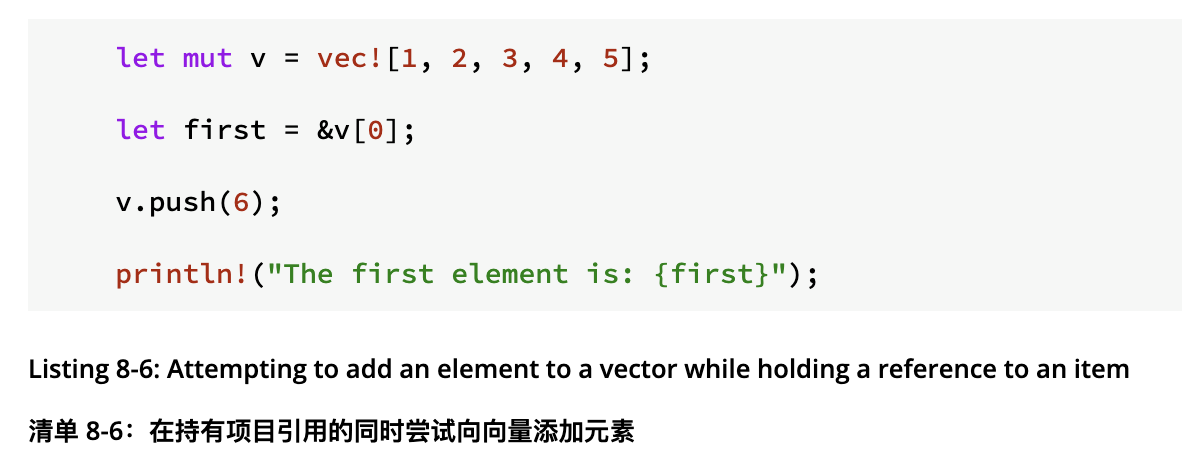 let mut v = vec![1, 2, 3, 4, 5];
let first = &v[0];
v.push(6);
println!("The first element is: {first}");
Listing 8-6: Attempting to add an element to a vector while holding a reference to an item
清单 8-6：在持有项目引用的同时尝试向向量添加元素